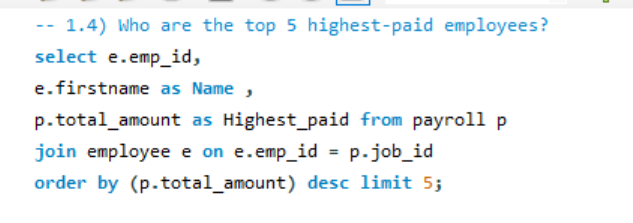 -- 1.4) Who are the top 5 highest-paid employees?
select e.emp_id,
e.firstname as Name ,
p.total_amount as Highest_paid from payroll p
join employee e on e.emp_id = p.job_id
order by (p.total_amount) desc limit 5;